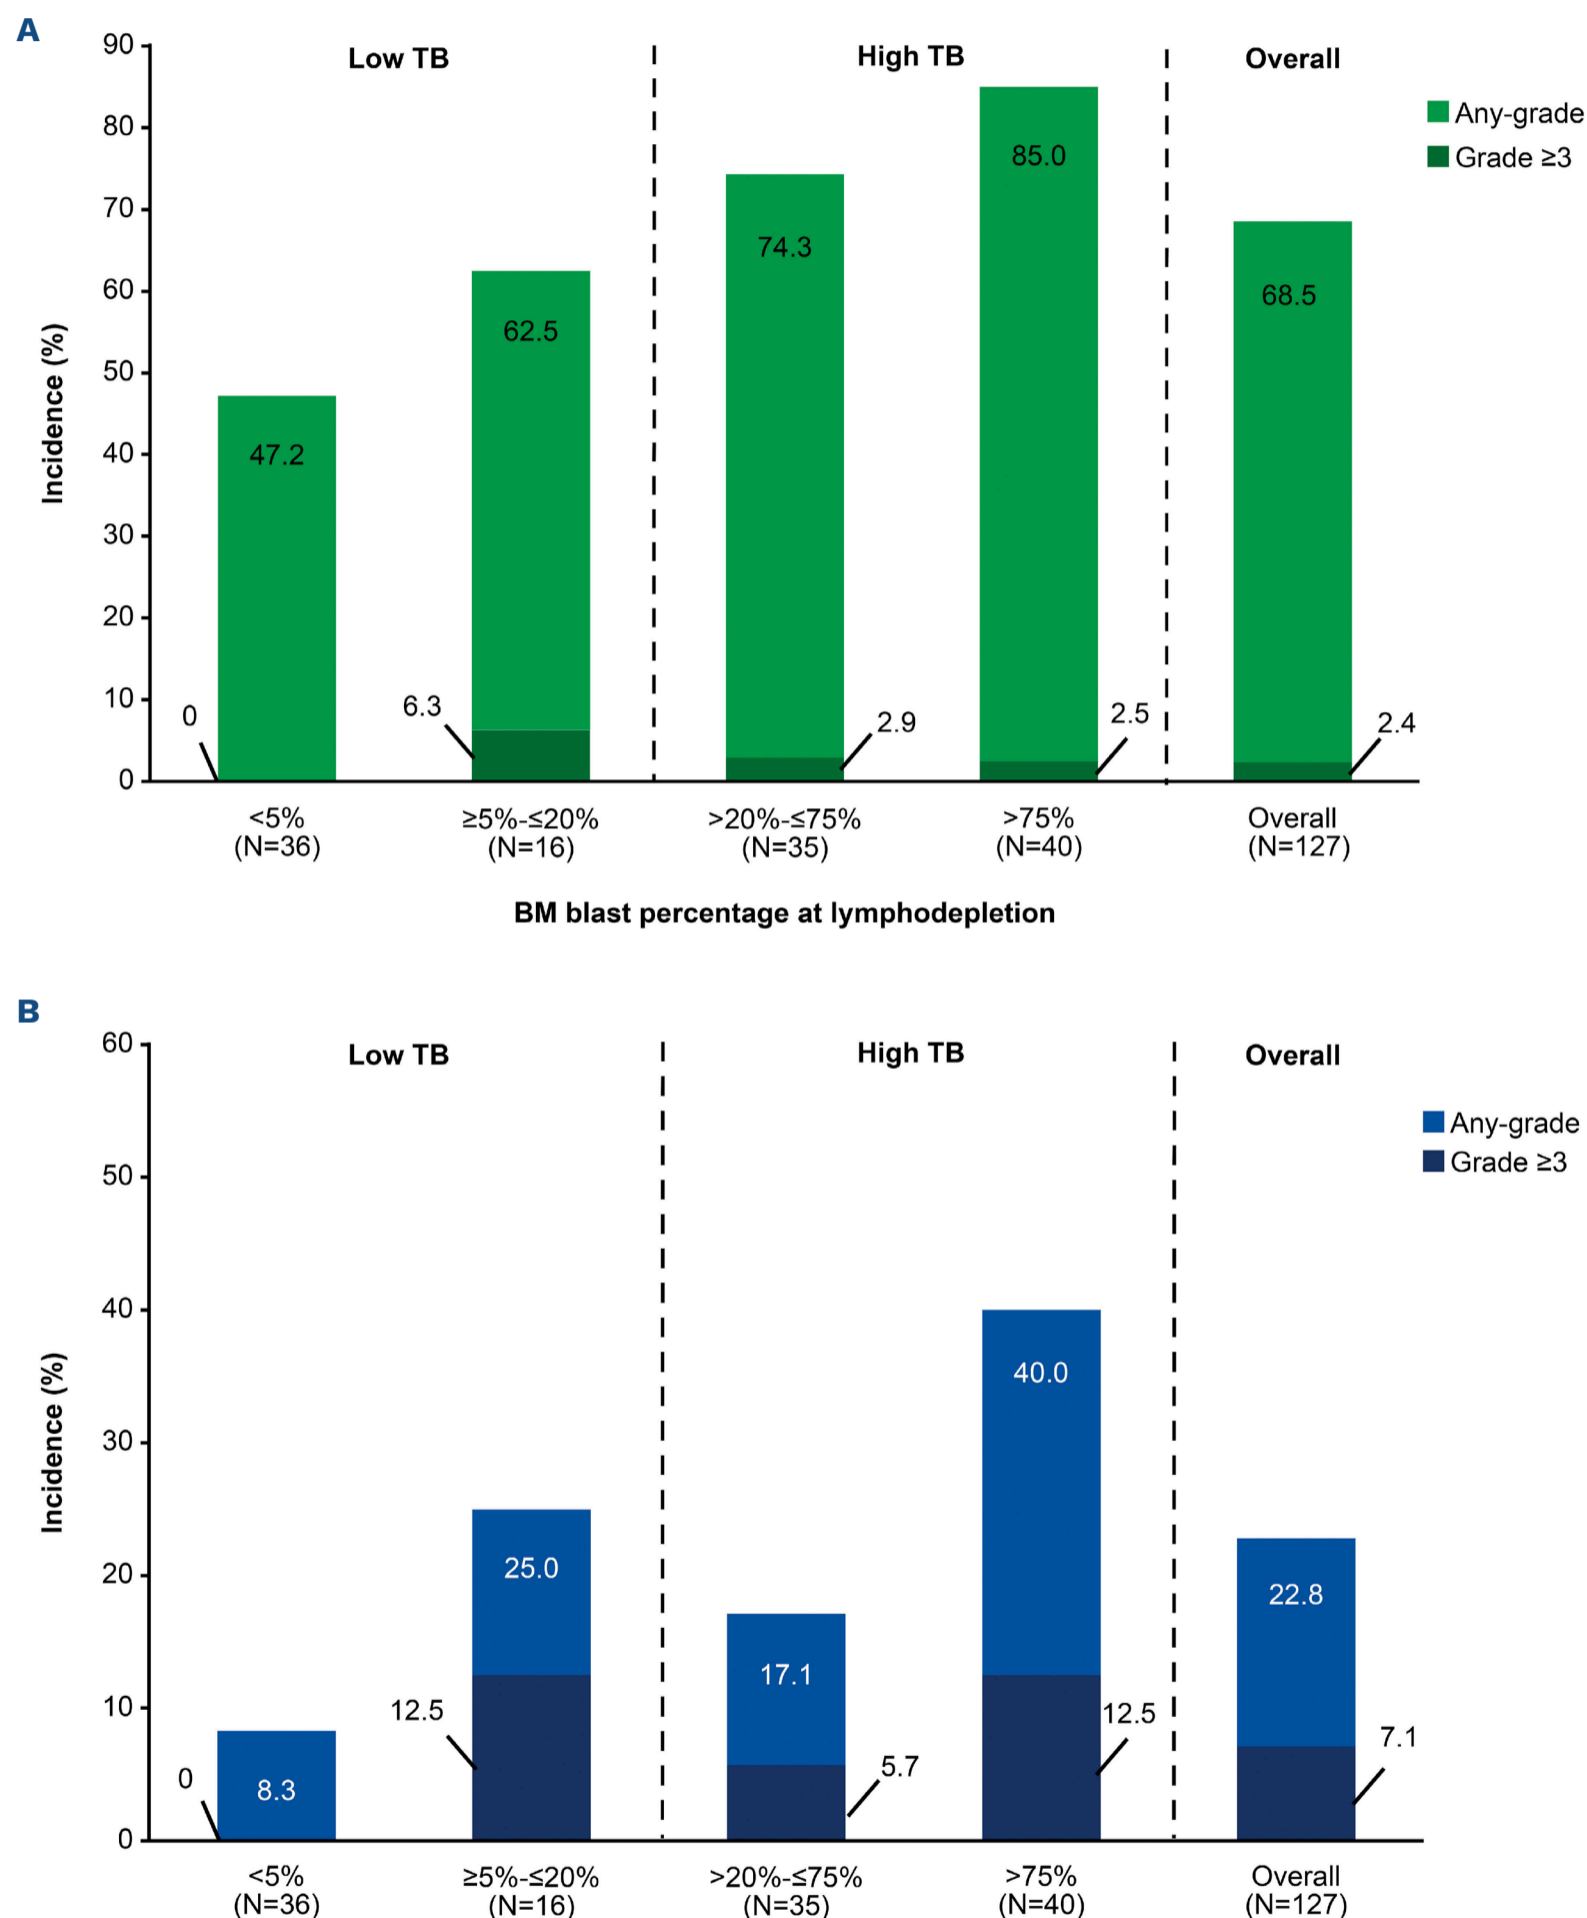 A
Low TB
High TB
Overall
Any-grade
Grade ≥3
Incidence (%)
90
80
70
60
50
40
30
20
10
0
47.2
0
62.5
6.3
74.3
2.9
85.0
2.5
68.5
2.4
<5%
(N=36)
≥5%-≤20%
(N=16)
>20%-≤75%
(N=35)
>75%
(N=40)
Overall
(N=127)
BM blast percentage at lymphodepletion
B
Low TB
High TB
Overall
Any-grade
Grade ≥3
Incidence (%)
60
50
40
30
20
10
0
8.3
0
25.0
12.5
17.1
5.7
40.0
12.5
22.8
7.1
<5%
(N=36)
≥5%-≤20%
(N=16)
>20%-≤75%
(N=35)
>75%
(N=40)
Overall
(N=127)